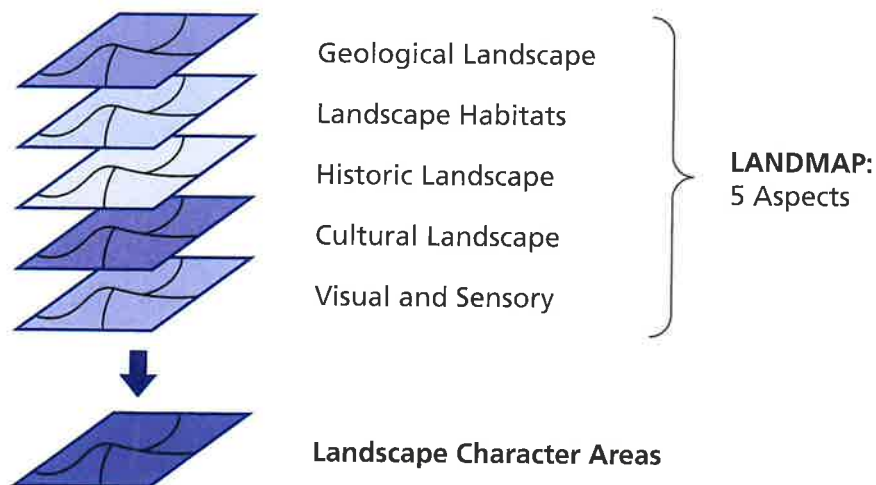 Geological Landscape
Landscape Habitats
Historic Landscape
Cultural Landscape
Visual and Sensory
LANDMAP:
5 Aspects
Landscape Character Areas